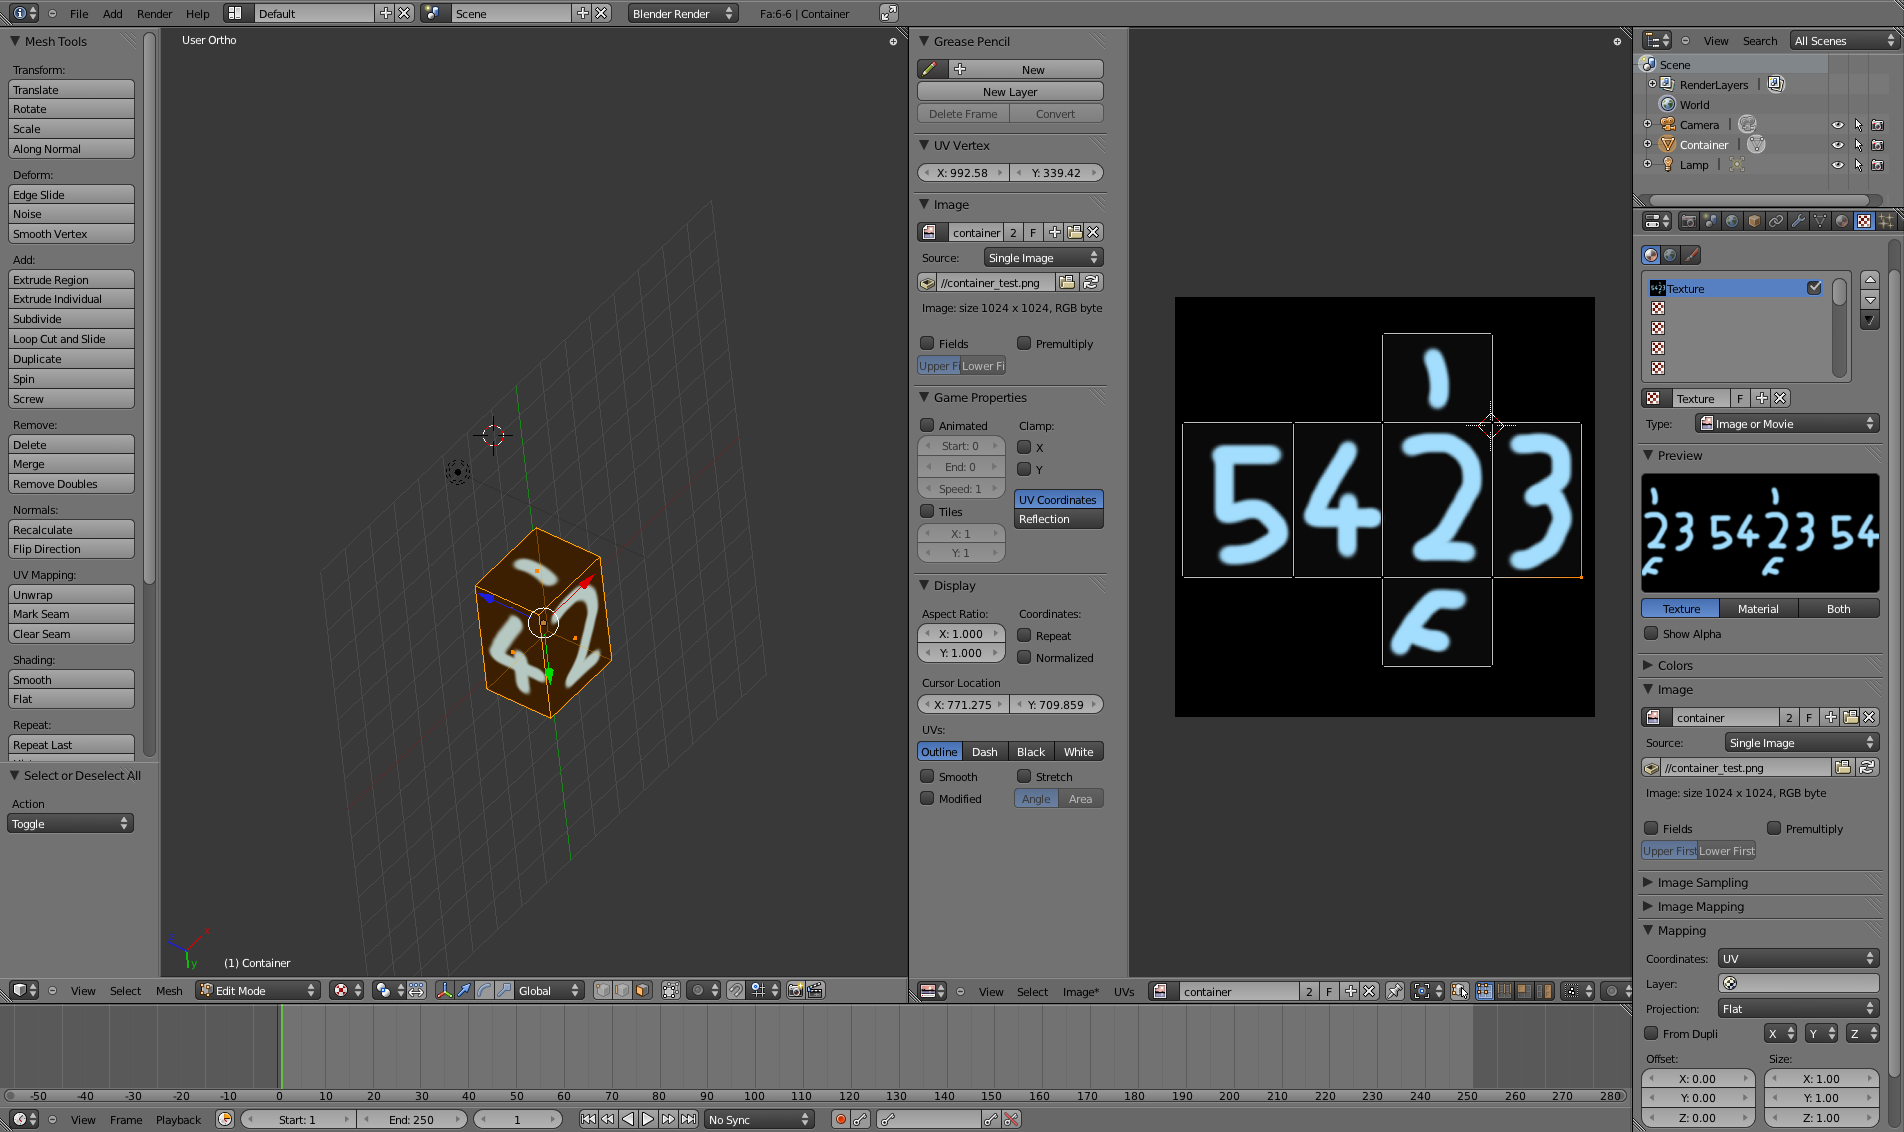 File Add Render Help Default Scene Blender Render Fa:6-6 | Container
Mesh Tools
Transform:
Translate
Rotate
Scale
Along Normal
Deform:
Edge Slide
Noise
Smooth Vertex
Add:
Extrude Region
Extrude Individual
Subdivide
Loop Cut and Slide
Duplicate
Spin
Screw
Remove:
Delete
Merge
Remove Doubles
Normals:
Recalculate
Flip Direction
UV Mapping:
Unwrap
Mark Seam
Clear Seam
Shading:
Smooth
Flat
Repeat:
Repeat Last
Select or Deselect All
Action
Toggle
User Ortho
1
4 2
x
z
y
(1) Container
View Select Mesh Edit Mode Global
Grease Pencil
New
New Layer
Delete Frame Convert
UV Vertex
X: 992.58 Y: 339.42
Image
container 2 F
Source: Single Image
//container_test.png
Image: size 1024 x 1024, RGB byte
Fields Premultiply
Upper Fi Lower Fi
Game Properties
Animated Clamp:
Start: 0 X
End: 0 Y
Speed: 1 UV Coordinates
Tiles Reflection
X: 1
Y: 1
Display
Aspect Ratio: Coordinates:
X: 1.000 Repeat
Y: 1.000 Normalized
Cursor Location
X: 771.275 Y: 709.859
UVs:
Outline Dash Black White
Smooth Stretch
Modified Angle Area
1
5 4 2 3
View Select Image* UVs container 2 F
View Search All Scenes
Scene
RenderLayers |
World
Camera |
Container |
Lamp |
Texture
Texture F
Type: Image or Movie
Preview
1 1
23 5423 54
Texture Material Both
Show Alpha
Colors
Image
container 2 F
Source: Single Image
//container_test.png
Image: size 1024 x 1024, RGB byte
Fields Premultiply
Upper First Lower First
Image Sampling
Image Mapping
Mapping
Coordinates: UV
Layer:
Projection: Flat
From Dupli X Y Z
Offset: Size:
X: 0.00 X: 1.00
Y: 0.00 Y: 1.00
Z: 0.00 Z: 1.00
-50 -40 -30 -20 -10 0 10 20 30 40 50 60 70 80 90 100 110 120 130 140 150 160 170 180 190 200 210 220 230 240 250 260 270 280
View Frame Playback Start: 1 End: 250 1 No Sync